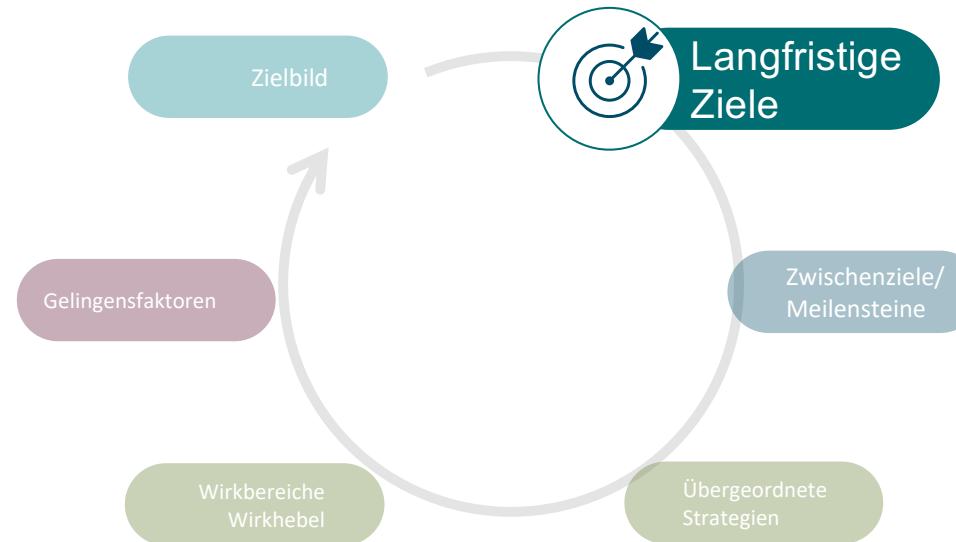 Zielbild
Langfristige
Ziele
Zwischenziele/
Meilensteine
Übergeordnete
Strategien
Wirkbereiche
Wirkhebel
Gelingensfaktoren